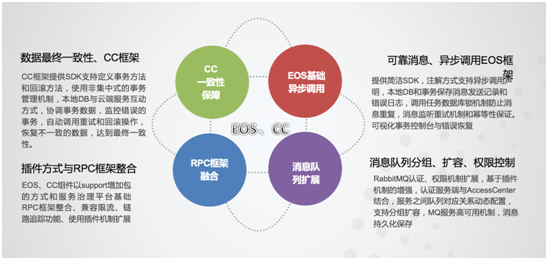 数据最终一致性、CC框架
CC框架提供SDK支持定义事务方法
和回滚方法，使用非集中式的事务
管理机制，本地DB与云端服务互动方
式，协调事务数据，监控错误的
事务，自动调用重试和回滚操作，
恢复不一致的数据，达到最终一致
性。
插件方式与RPC框架整合
EOS、CC组件以support增加包
的方式和服务治理平台基础
RPC框架整合、兼容限流、链
路追踪功能、使用插件机制扩展
CC
一致性
保障
EOS基础
异步调用
EOS、CC
RPC框架
融合
消息队
列扩展
可靠消息、异步调用EOS框
架
提供简洁SDK，注解方式支持异步调用声
明，本地DB和事务保存消息发送记录和
错误日志，调用任务数据库锁机制防止消
息重复，消息监听重试机制和幂等性保证。
可视化事务控制台与错误恢复
消息队列分组、扩容、权限控制
RabbitMQ认证、权限机制扩展，基于插件
机制的增强，认证服务端与AccessCenter
结合，服务之间队列对应关系动态配置，
支持分组扩容，MQ服务高可用机制，消息
持久化保存